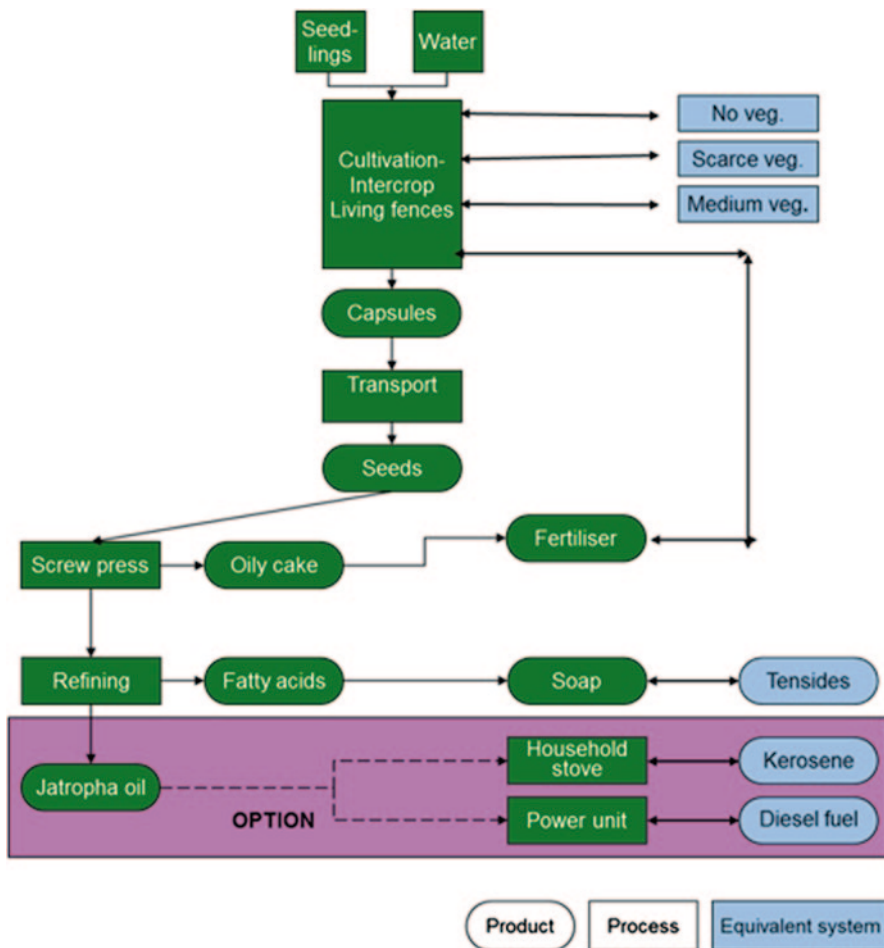 Seed-
lings
Water
Cultivation-
Intercrop
Living fences
No veg.
Scarce veg.
Medium veg.
Capsules
Transport
Seeds
Screw press
Oily cake
Fertiliser
Refining
Fatty acids
Soap
Tensides
Jatropha oil
OPTION
Household
stove
Kerosene
Power unit
Diesel fuel
Product
Process
Equivalent system